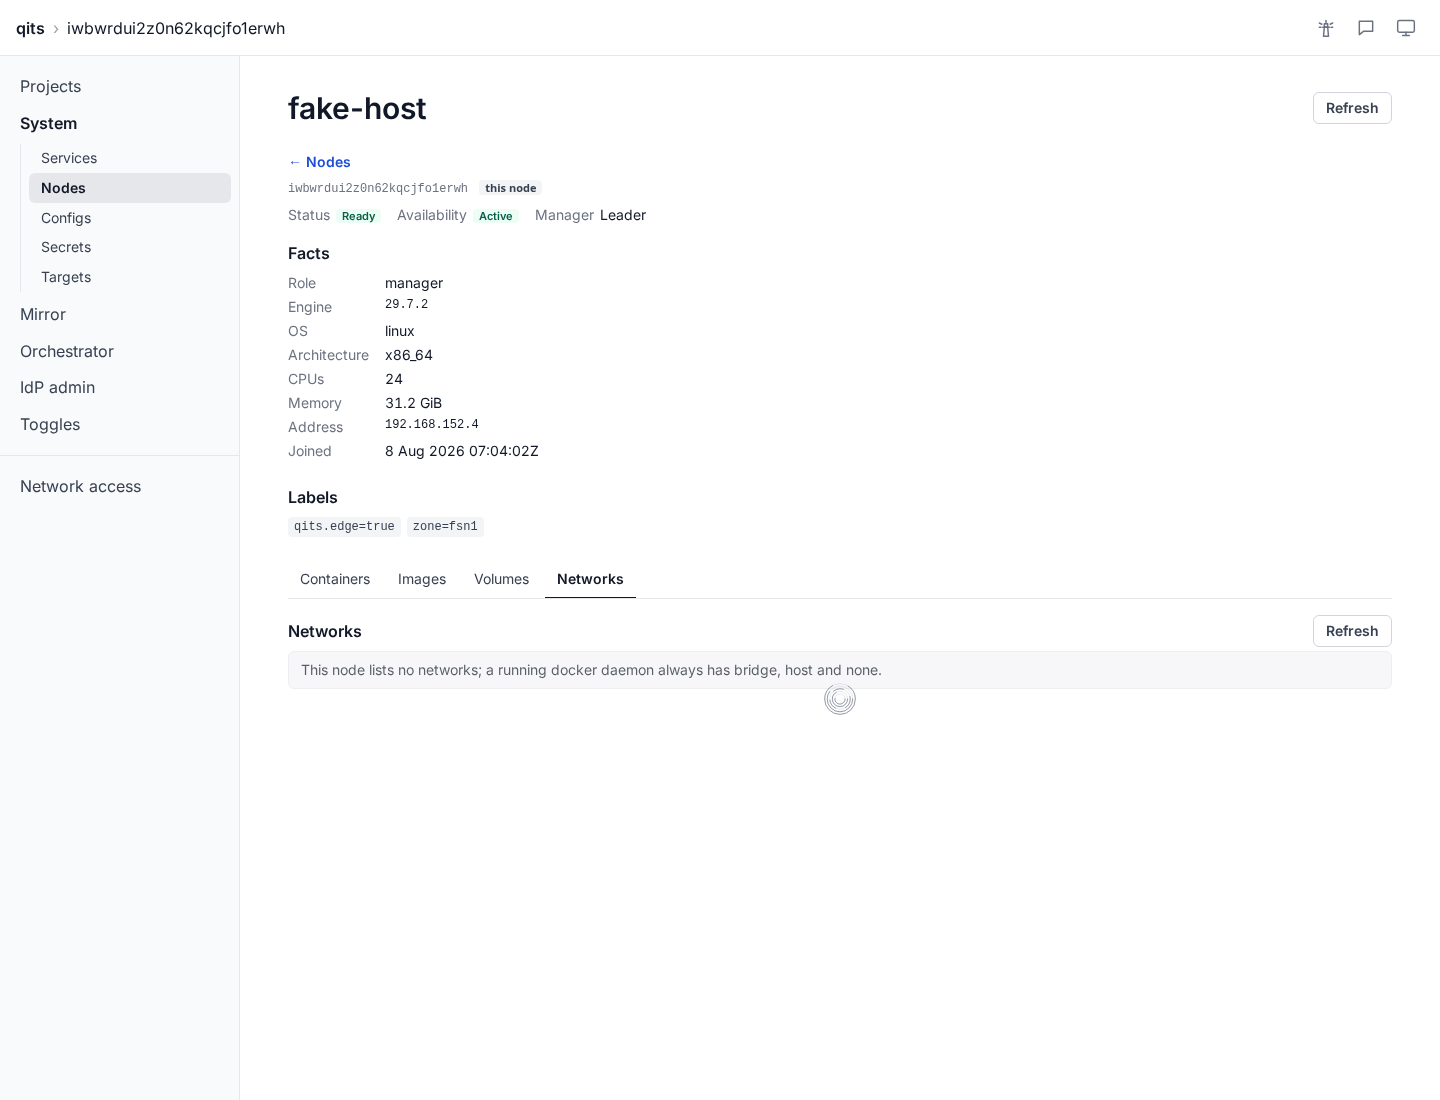 qits › iwbwrdui2z0n62kqcjfo1erwh
Projects
System
Services
Nodes
Configs
Secrets
Targets
Mirror
Orchestrator
IdP admin
Toggles
Network access
fake-host
Refresh
← Nodes
iwbwrdui2z0n62kqcjfo1erwh this node
Status Ready Availability Active Manager Leader
Facts
Role manager
Engine 29.7.2
OS linux
Architecture x86_64
CPUs 24
Memory 31.2 GiB
Address 192.168.152.4
Joined 8 Aug 2026 07:04:02Z
Labels
qits.edge=true zone=fsn1
Containers Images Volumes Networks
Networks
Refresh
This node lists no networks; a running docker daemon always has bridge, host and none.